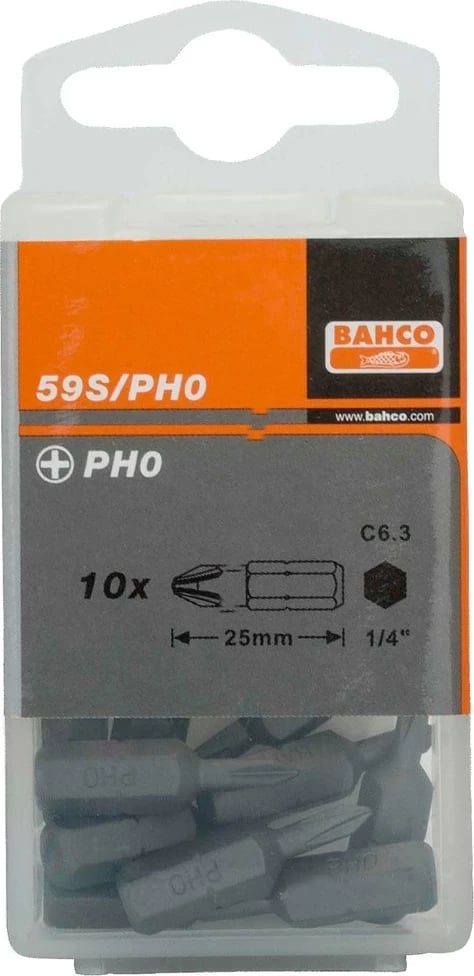 BAHCO
59S/PH0
www.bahco.com
PH0
C6.3
10x
25mm
1/4"
PH0
PH0
PH0